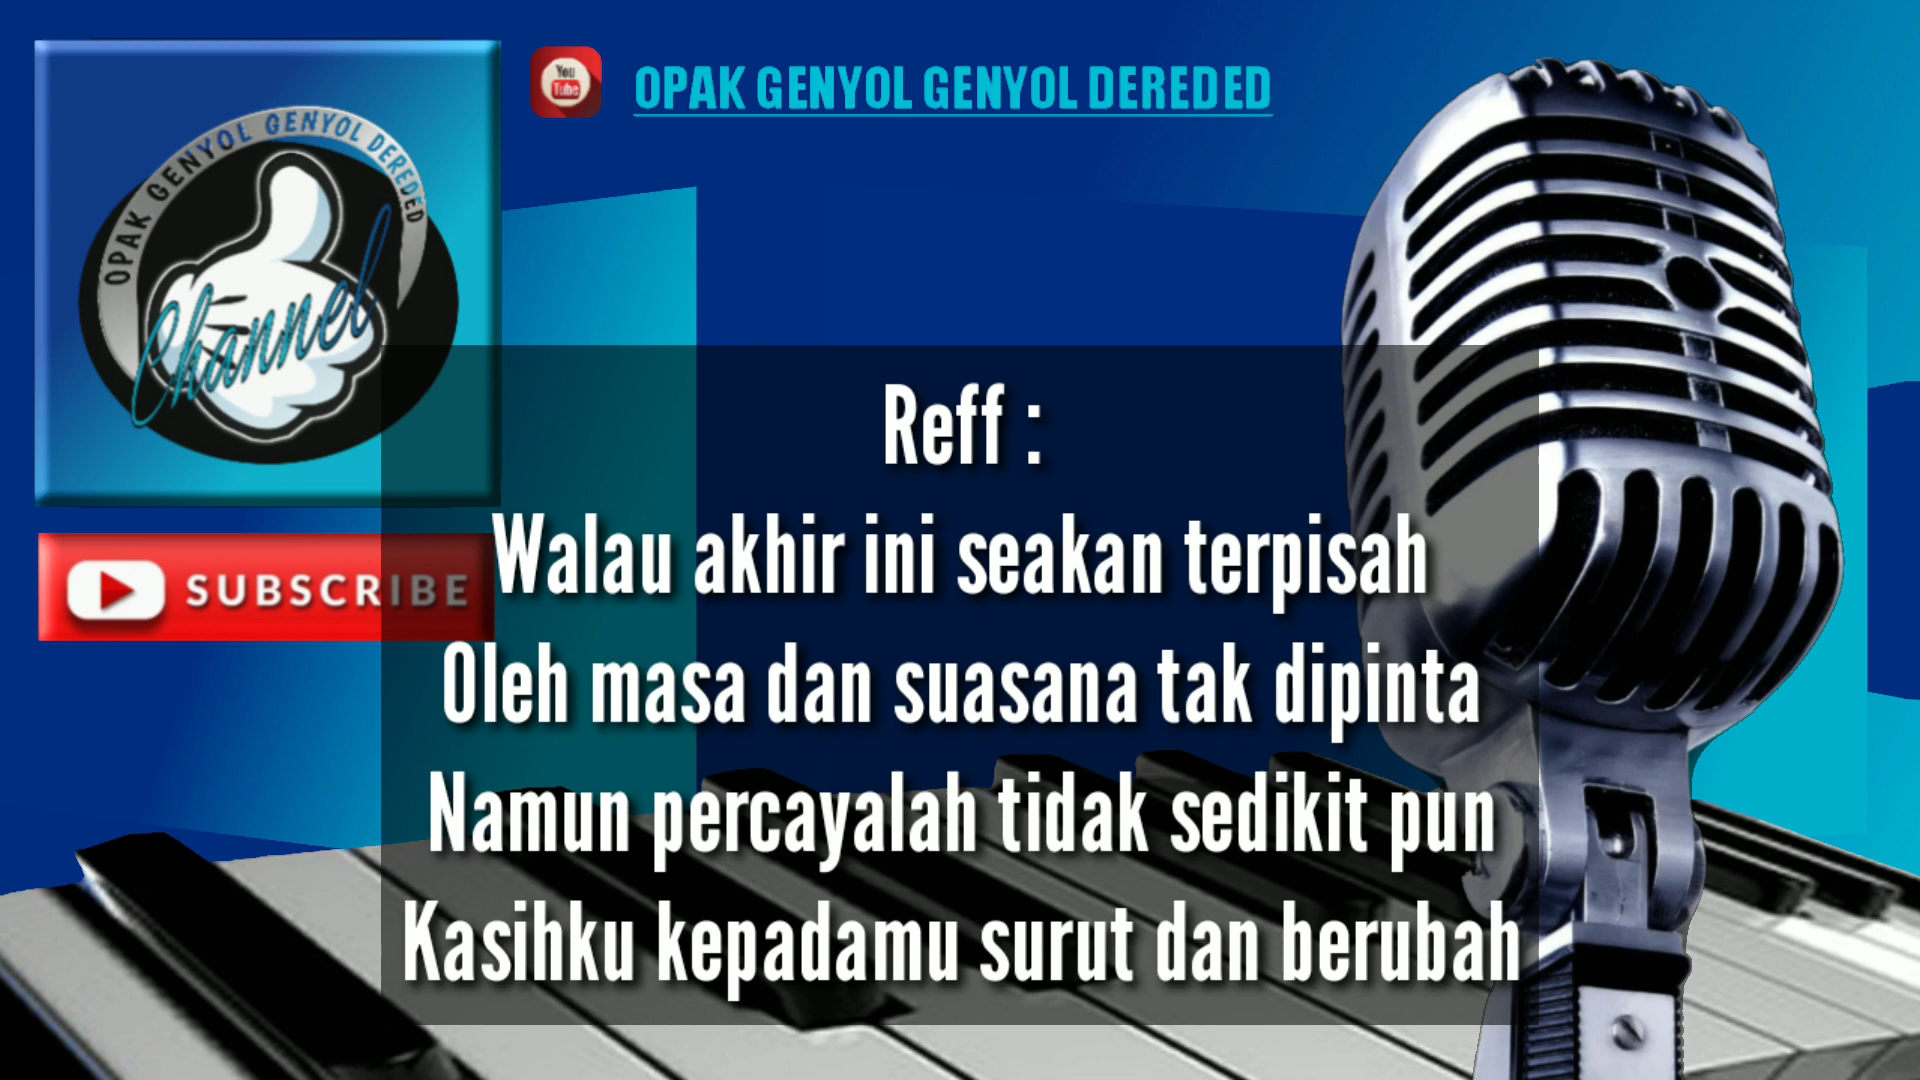 OPAK GENYOL GENYOL DEREDED
Channel
You
Tube
OPAK GENYOL GENYOL DEREDED
SUBSCRIBE
Reff :
Walau akhir ini seakan terpisah
Oleh masa dan suasana tak dipinta
Namun percayalah tidak sedikit pun
Kasihku kepadamu surut dan berubah